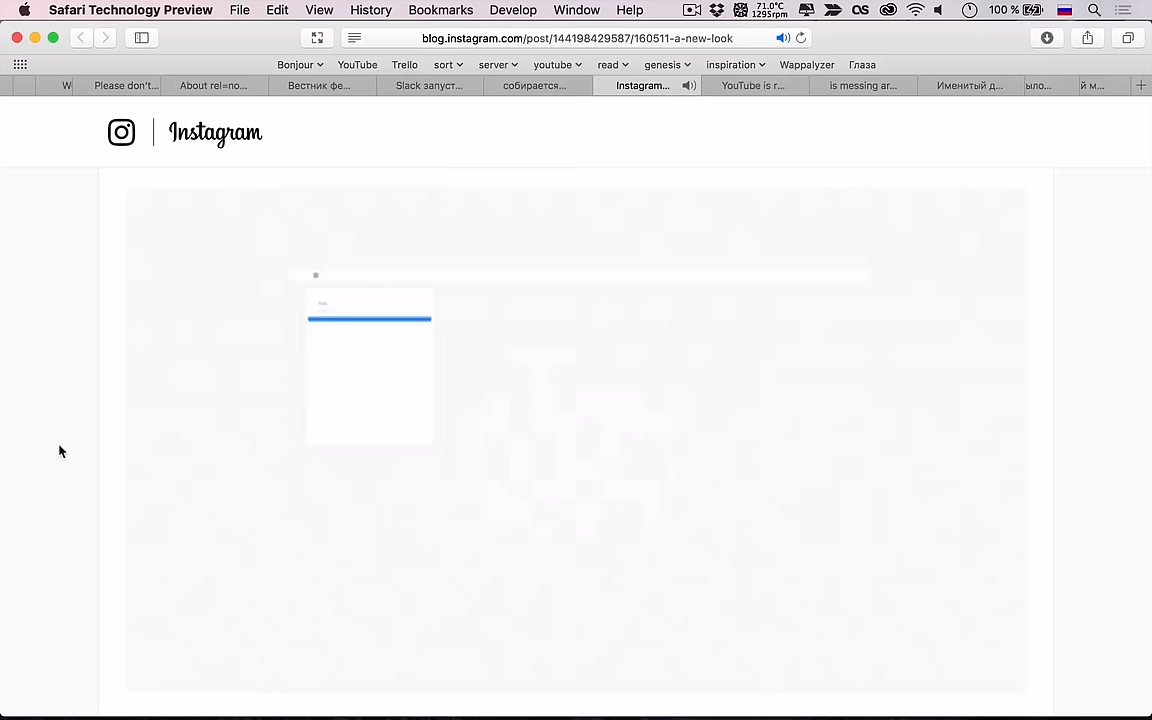 Safari Technology Preview File Edit View History Bookmarks Develop Window Help 71.0°C 1295rpm 100 %
blog.instagram.com/post/144198429587/160511-a-new-look
Bonjour YouTube Trello sort server youtube read genesis inspiration Wappalyzer Глаза
W Please don't... About rel=no... Вестник фе... Slack запуст... собирается... Instagram... YouTube is r... is messing ar... Именитый д... ыло... й м...
Instagram